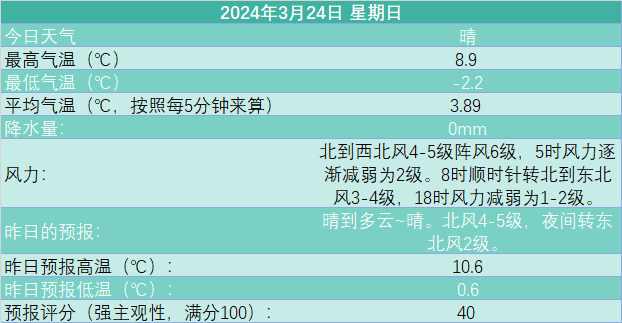 2024年3月24日 星期日
今日天气 晴
最高气温（℃） 8.9
最低气温（℃） -2.2
平均气温（℃，按照每5分钟来算） 3.89
降水量： 0mm
风力： 北到西北风4-5级阵风6级，5时风力逐
渐减弱为2级。8时顺时针转北到东北
风3-4级，18时风力减弱为1-2级。
昨日的预报： 晴到多云~晴。北风4-5级，夜间转东
北风2级。
昨日预报高温（℃）： 10.6
昨日预报低温（℃）： 0.6
预报评分（强主观性，满分100）： 40